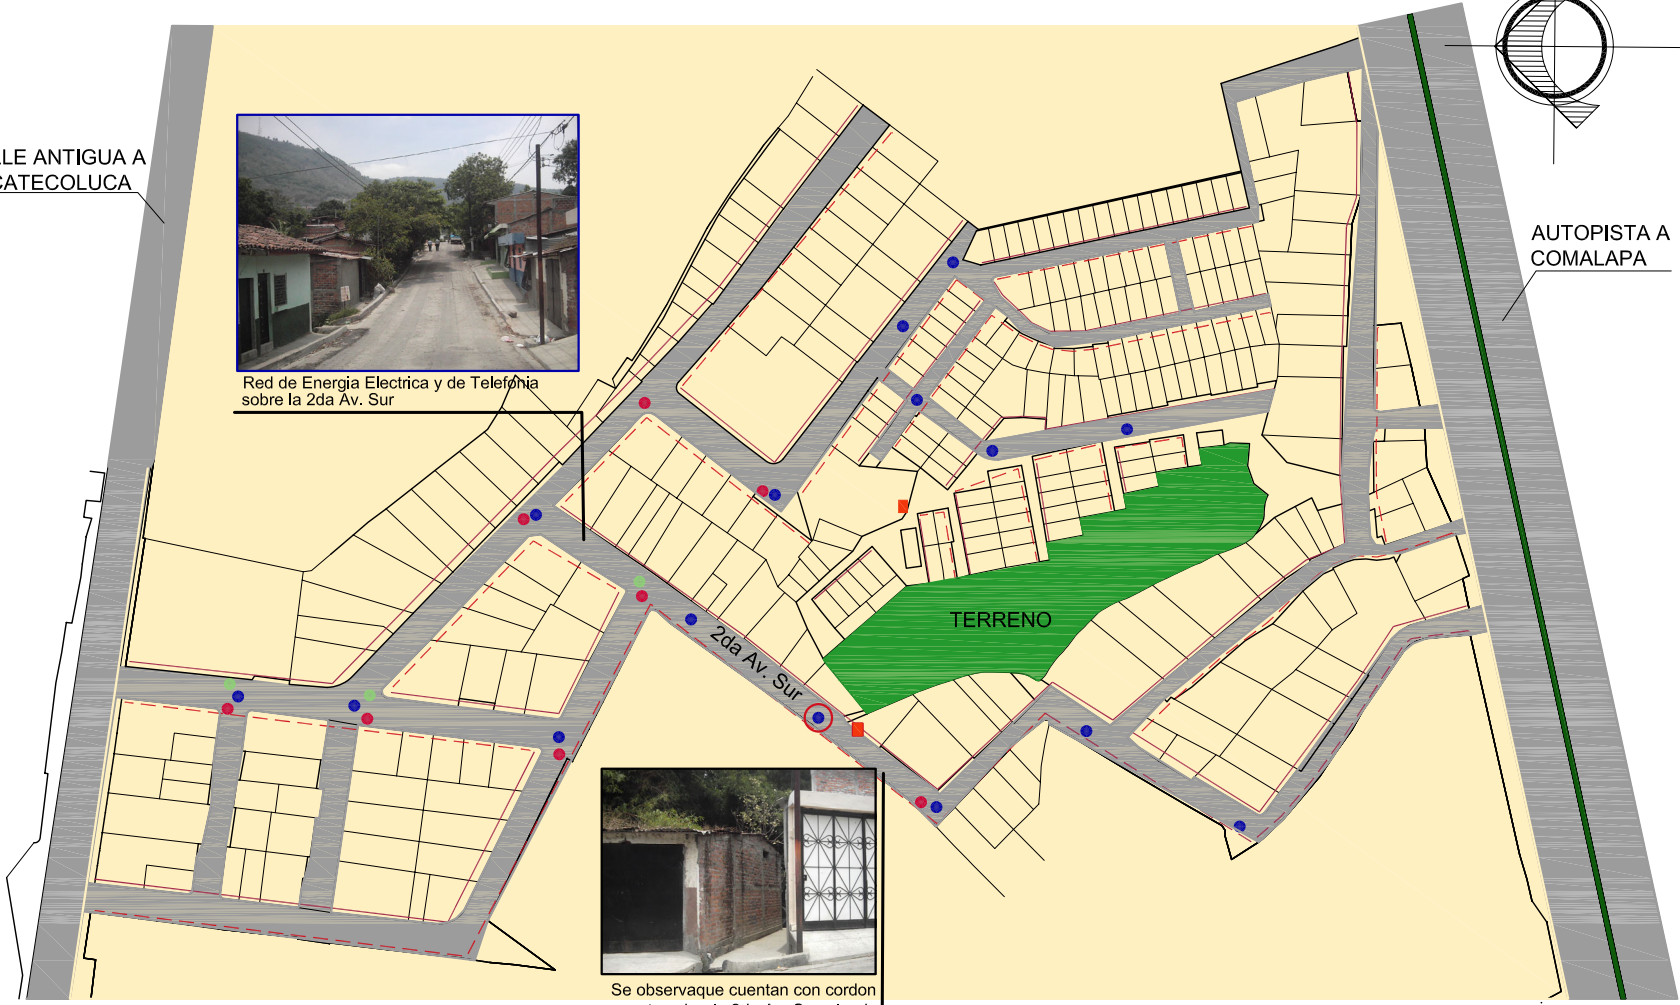 LE ANTIGUA A
CATECOLUCA
AUTOPISTA A
COMALAPA
Red de Energia Electrica y de Telefonia
sobre la 2da Av. Sur
TERRENO
2da Av. Sur
Se observaque cuentan con cordon